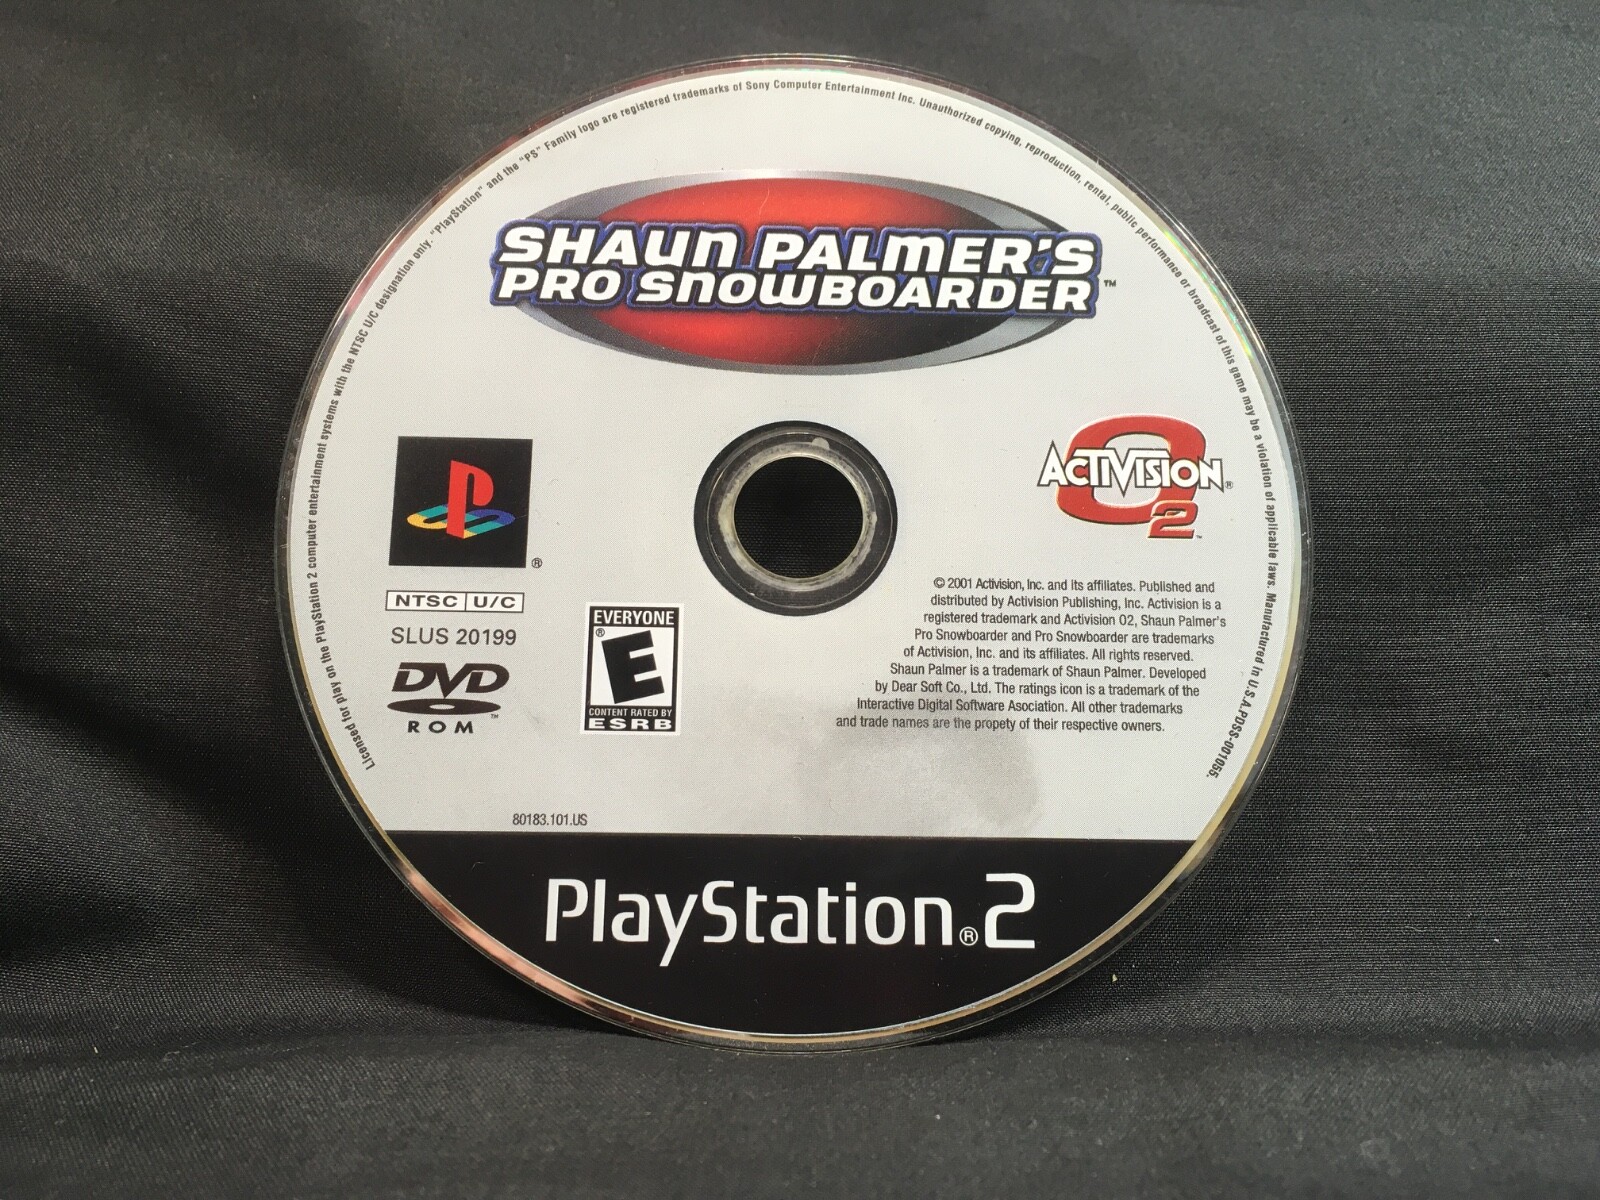 Licensed for play on the PlayStation 2 computer entertainment systems with the NTSC U/C designation only. "PlayStation" and the "PS" Family logo are registered trademarks of Sony Computer Entertainment Inc. Unauthorized copying, reproduction, rental, public performance or broadcast of this game may be a violation of applicable laws. Manufactured in U.S.A.PDSS-001055.
SHAUN PALMER'S
PRO SNOWBOARDER™
ACTIVISION®
O2™
®
NTSC U/C
SLUS 20199
DVD™
ROM
EVERYONE
®
E
CONTENT RATED BY
ESRB
© 2001 Activision, Inc. and its affiliates. Published and
distributed by Activision Publishing, Inc. Activision is a
registered trademark and Activision O2, Shaun Palmer's
Pro Snowboarder and Pro Snowboarder are trademarks
of Activision, Inc. and its affiliates. All rights reserved.
Shaun Palmer is a trademark of Shaun Palmer. Developed
by Dear Soft Co., Ltd. The ratings icon is a trademark of the
Interactive Digital Software Asociation. All other trademarks
and trade names are the propety of their respective owners.
80183.101.US
PlayStation®2